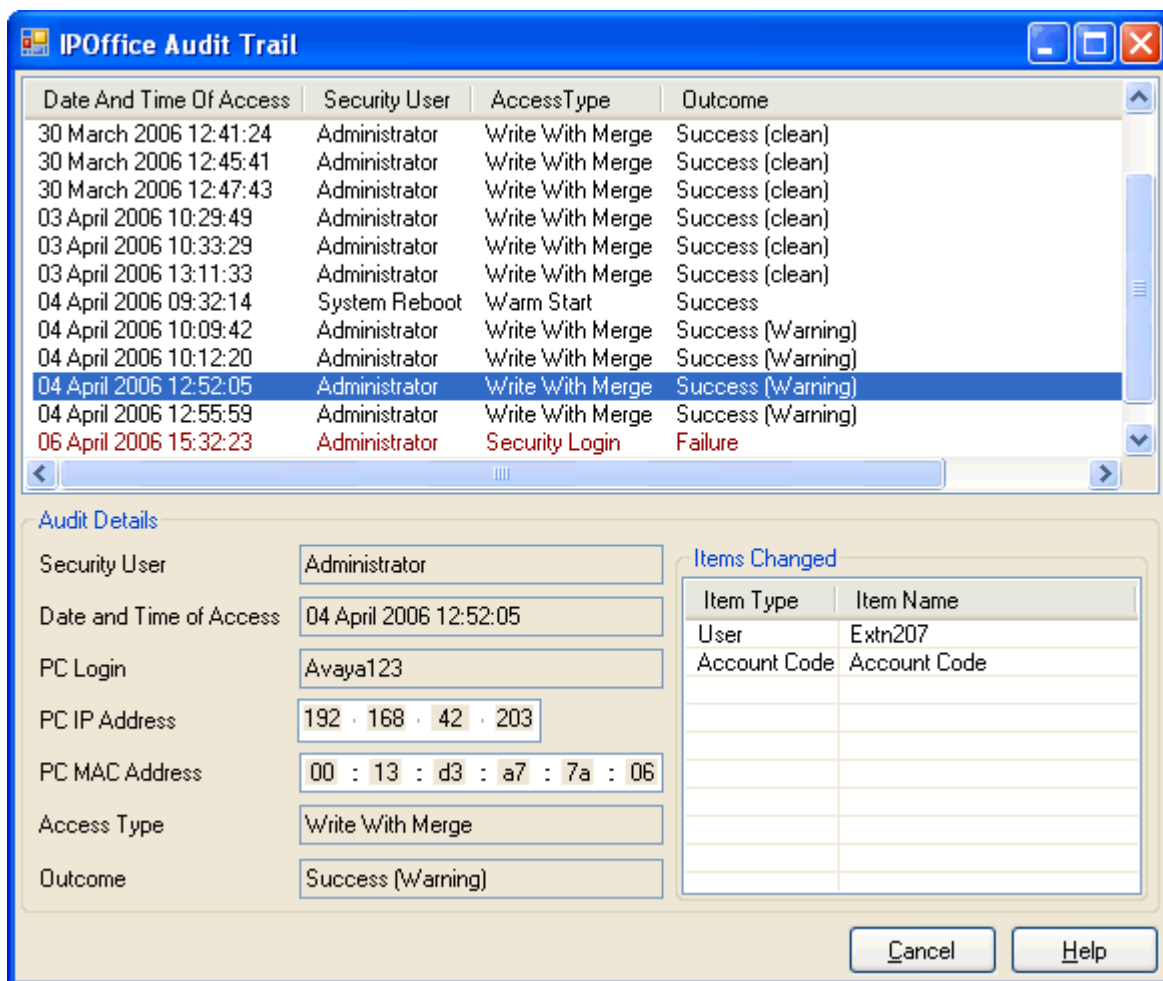 IPOffice Audit Trail
Date And Time Of Access Security User AccessType Outcome
30 March 2006 12:41:24 Administrator Write With Merge Success (clean)
30 March 2006 12:45:41 Administrator Write With Merge Success (clean)
30 March 2006 12:47:43 Administrator Write With Merge Success (clean)
03 April 2006 10:29:49 Administrator Write With Merge Success (clean)
03 April 2006 10:33:29 Administrator Write With Merge Success (clean)
03 April 2006 13:11:33 Administrator Write With Merge Success (clean)
04 April 2006 09:32:14 System Reboot Warm Start Success
04 April 2006 10:09:42 Administrator Write With Merge Success (Warning)
04 April 2006 10:12:20 Administrator Write With Merge Success (Warning)
04 April 2006 12:52:05 Administrator Write With Merge Success (Warning)
04 April 2006 12:55:59 Administrator Write With Merge Success (Warning)
06 April 2006 15:32:23 Administrator Security Login Failure
Audit Details
Security User Administrator
Date and Time of Access 04 April 2006 12:52:05
PC Login Avaya123
PC IP Address 192 . 168 . 42 . 203
PC MAC Address 00 : 13 : d3 : a7 : 7a : 06
Access Type Write With Merge
Outcome Success (Warning)
Items Changed
Item Type Item Name
User Extn207
Account Code Account Code
Cancel Help